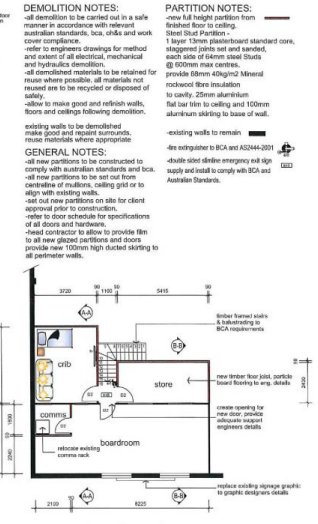 DEMOLITION NOTES:
-all demolition to be carried out in a safe
manner in accordance with relevant
australian standards, bca, oh&s and work
cover compliance.
-refer to engineers drawings for method
and extent of all electrical, mechanical
and hydraulics demolition.
-all demolished materials to be retained for
reuse where possible. all materials not
reused are to be recycled or disposed of
safely.
-allow to make good and refinish walls,
floors and ceilings following demolition.
existing walls to be demolished
make good and repaint surrounds.
reuse materials where appropriate
GENERAL NOTES:
-all new partitions to be constructed to
comply with australian standards and bca.
-all new partitions to be set out from
centreline of mullions, ceiling grid or to
align with existing walls.
-set out new partitions on site for client
approval prior to construction.
-refer to door schedule for specifications
of all doors and hardware.
-head contractor to allow to provide film
to all new glazed partitions and doors
provide new 100mm high ducted skirting to
all perimeter walls.
PARTITION NOTES:
-new full height partition from
finished floor to ceiling.
Steel Stud Partition -
1 layer 13mm plasterboard standard core,
staggered joints set and sanded,
each side of 64mm steel Studs
@ 600mm max centres.
provide 68mm 40kg/m2 Mineral
rockwool fibre insulation
to cavity. 25mm aluminium
flat bar trim to ceiling and 100mm
aluminum skirting to base of wall.
-existing walls to remain
-fire extinguisher to BCA and AS2444-2001
-double sided slimline emergency exit sign
supply and install to comply with BCA and
Australian Standards.
3720
90
1100
90
5415
90
A-A
B-B
timber framed stairs
& balustrading to
BCA requirements
crib
store
2430
new timber floor joist, particle
board flooring to eng. details
D2
D2
create opening for
new door, provide
adequate support
engineers details
comms
D2
D2
boardroom
relocate existing
comms rack
1800
90
2240
replace existing signage graphic
to graphic designers details
A-A
B-B
2100
90
8225